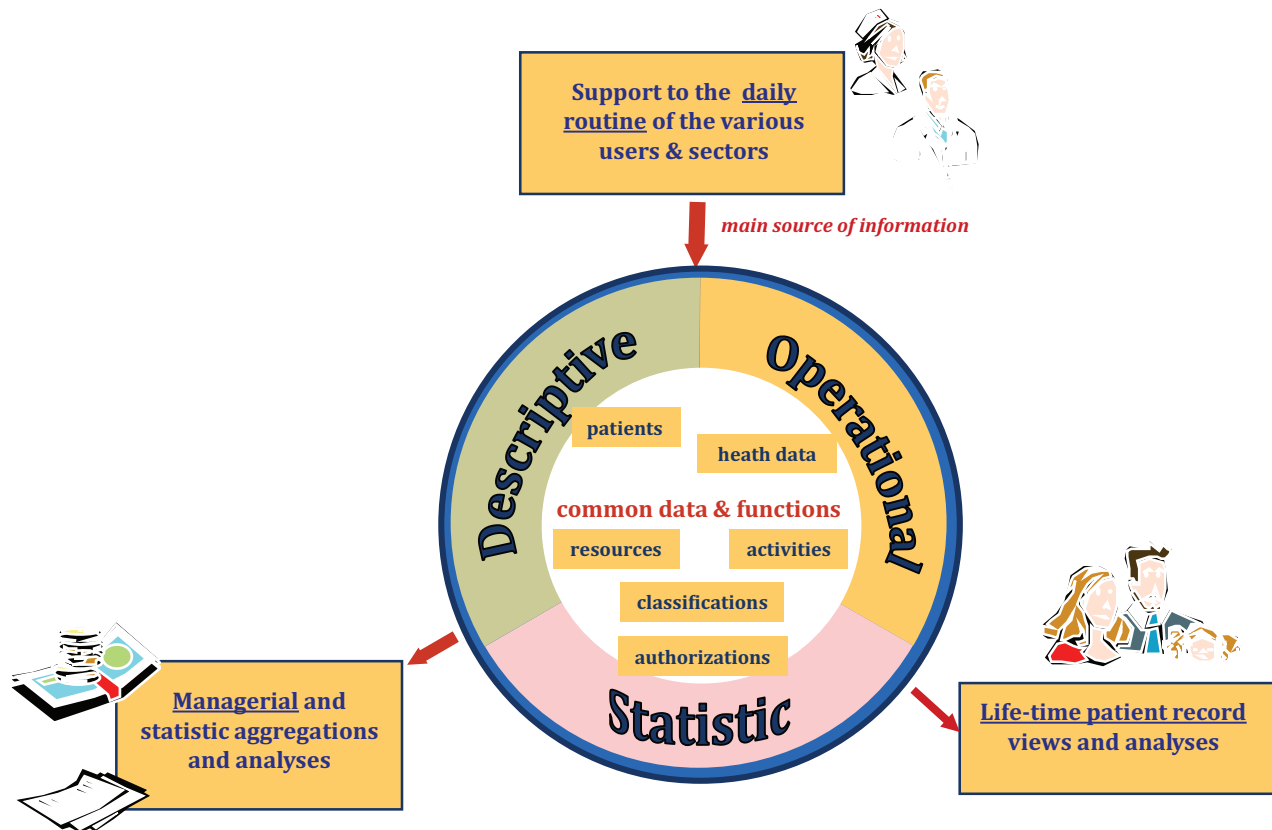 Support to the daily
routine of the various
users & sectors
main source of information
Descriptive
Operational
patients
heath data
common data & functions
resources
activities
classifications
authorizations
Statistic
Managerial and
statistic aggregations
and analyses
Life-time patient record
views and analyses